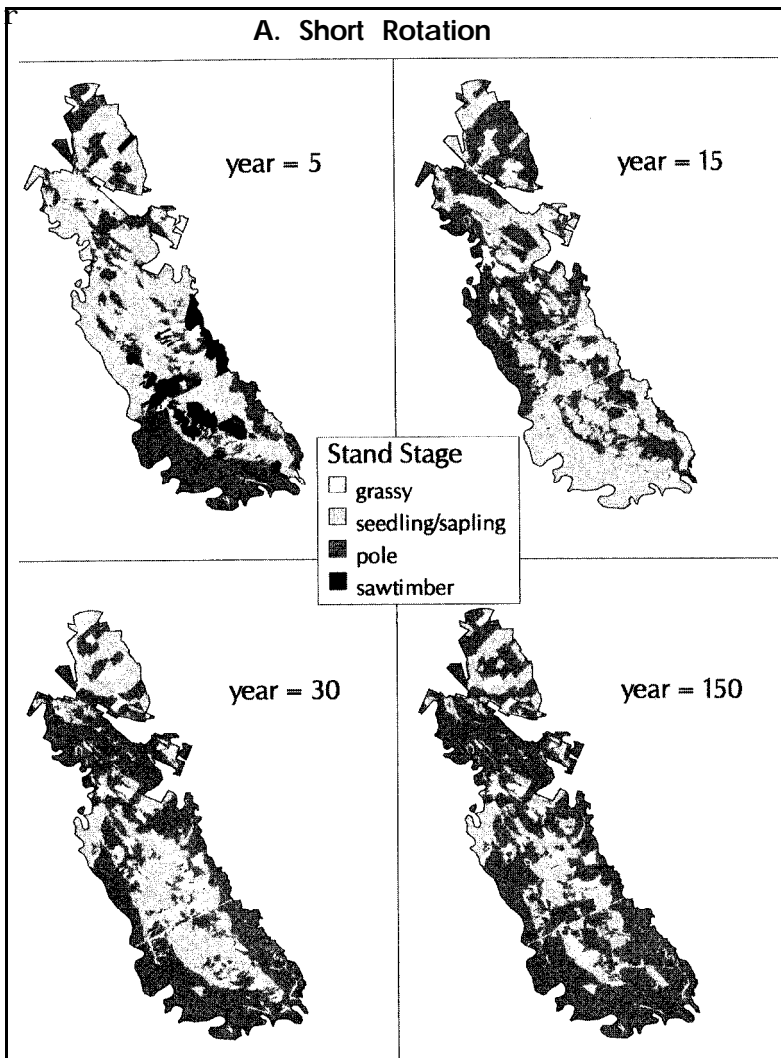 r
A. Short Rotation
year = 5
year = 15
Stand Stage
grassy
seedling/sapling
pole
sawtimber
year = 30
year = 150